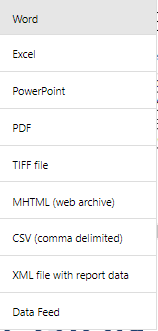 Word
Excel
PowerPoint
PDF
TIFF file
MHTML (web archive)
CSV (comma delimited)
XML file with report data
Data Feed